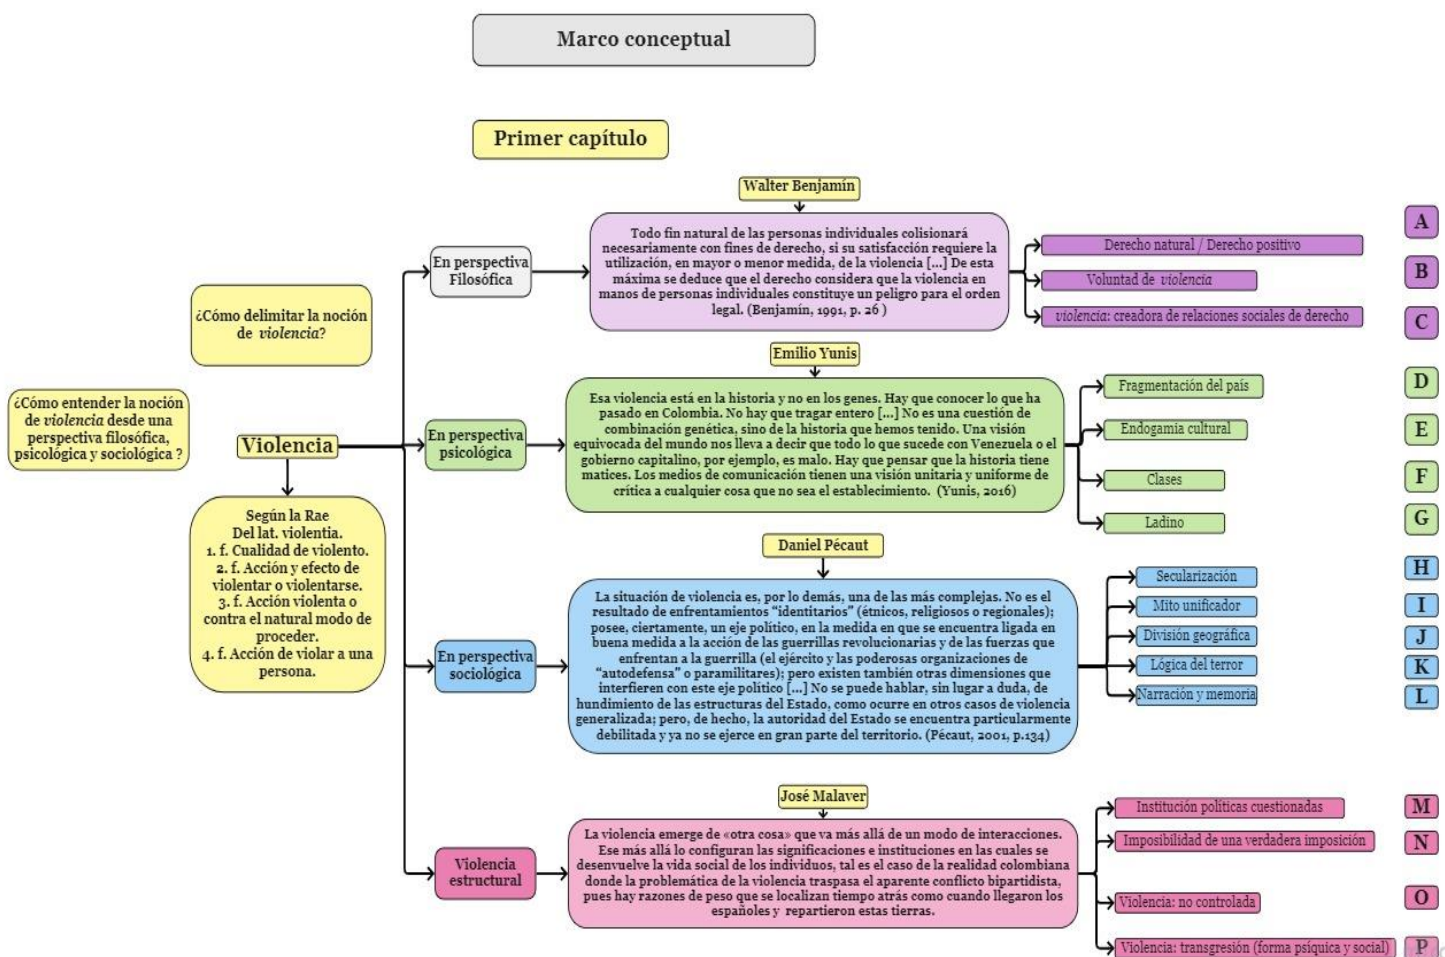 Marco conceptual
Primer capítulo
¿Cómo entender la noción
de violencia desde una
perspectiva filosófica,
psicológica y sociológica ?
¿Cómo delimitar la noción
de violencia?
Violencia
Según la Rae
Del lat. violentia.
1. f. Cualidad de violento.
2. f. Acción y efecto de
violentar o violentarse.
3. f. Acción violenta o
contra el natural modo de
proceder.
4. f. Acción de violar a una
persona.
En perspectiva
Filosófica
Walter Benjamín
Todo fin natural de las personas individuales colisionará
necesariamente con fines de derecho, si su satisfacción requiere la
utilización, en mayor o menor medida, de la violencia [...] De esta
máxima se deduce que el derecho considera que la violencia en
manos de personas individuales constituye un peligro para el orden
legal. (Benjamín, 1991, p. 26 )
Derecho natural / Derecho positivo
Voluntad de violencia
violencia: creadora de relaciones sociales de derecho
A
B
C
En perspectiva
psicológica
Emilio Yunis
Esa violencia está en la historia y no en los genes. Hay que conocer lo que ha
pasado en Colombia. No hay que tragar entero [...] No es una cuestión de
combinación genética, sino de la historia que hemos tenido. Una visión
equivocada del mundo nos lleva a decir que todo lo que sucede con Venezuela o el
gobierno capitalino, por ejemplo, es malo. Hay que pensar que la historia tiene
matices. Los medios de comunicación tienen una visión unitaria y uniforme de
crítica a cualquier cosa que no sea el establecimiento. (Yunis, 2016)
Fragmentación del país
Endogamia cultural
Clases
Ladino
D
E
F
G
En perspectiva
sociológica
Daniel Pécaut
La situación de violencia es, por lo demás, una de las más complejas. No es el
resultado de enfrentamientos "identitarios" (étnicos, religiosos o regionales);
posee, ciertamente, un eje político, en la medida en que se encuentra ligada en
buena medida a la acción de las guerrillas revolucionarias y de las fuerzas que
enfrentan a la guerrilla (el ejército y las poderosas organizaciones de
"autodefensa" o paramilitares); pero existen también otras dimensiones que
interfieren con este eje político [...] No se puede hablar, sin lugar a duda, de
hundimiento de las estructuras del Estado, como ocurre en otros casos de violencia
generalizada; pero, de hecho, la autoridad del Estado se encuentra particularmente
debilitada y ya no se ejerce en gran parte del territorio. (Pécaut, 2001, p.134)
Secularización
Mito unificador
División geográfica
Lógica del terror
Narración y memoria
H
I
J
K
L
Violencia
estructural
José Malaver
La violencia emerge de «otra cosa» que va más allá de un modo de interacciones.
Ese más allá lo configuran las significaciones e instituciones en las cuales se
desenvuelve la vida social de los individuos, tal es el caso de la realidad colombiana
donde la problemática de la violencia traspasa el aparente conflicto bipartidista,
pues hay razones de peso que se localizan tiempo atrás como cuando llegaron los
españoles y repartieron estas tierras.
Institución políticas cuestionadas
Imposibilidad de una verdadera imposición
Violencia: no controlada
Violencia: transgresión (forma psíquica y social)
M
N
O
P